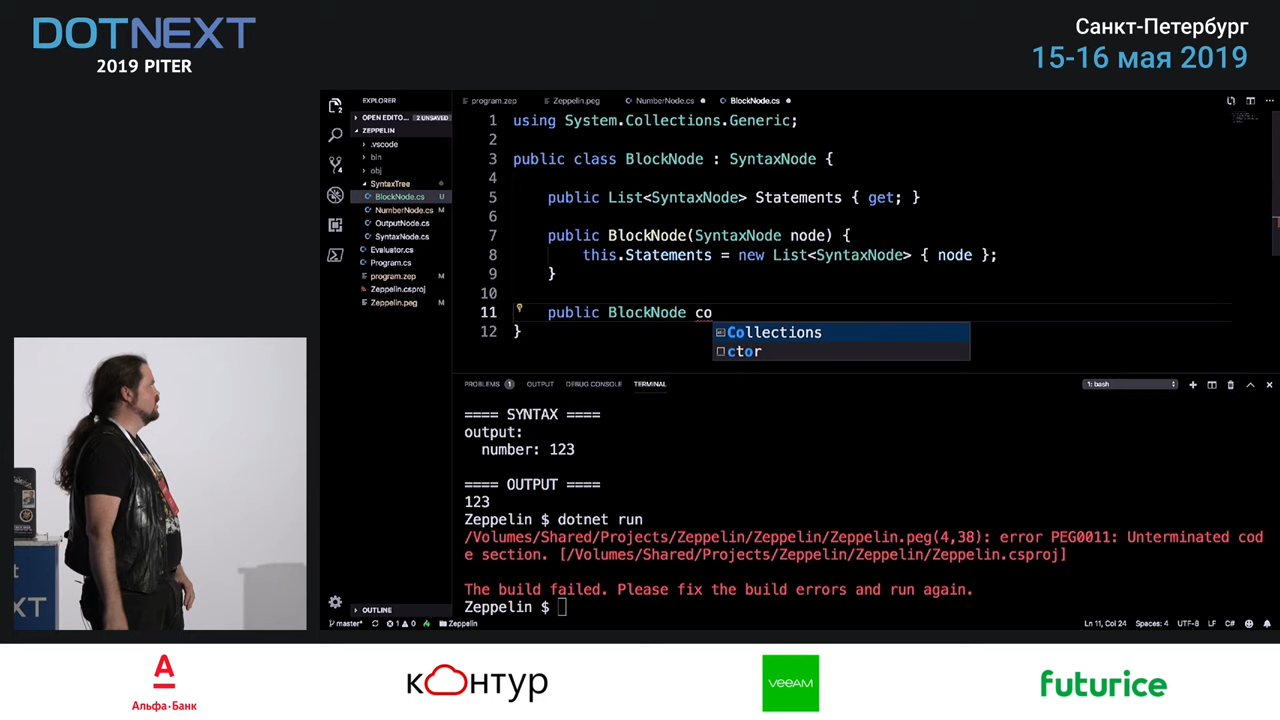 DOTNEXT
2019 PITER
Санкт-Петербург
15-16 мая 2019
EXPLORER
OPEN EDITO... 2 UNSAVED
ZEPPELIN
.vscode
bin
obj
SyntaxTree
BlockNode.cs U
NumberNode.cs M
OutputNode.cs
SyntaxNode.cs
Evaluator.cs
Program.cs
program.zep M
Zeppelin.csproj
Zeppelin.peg M
OUTLINE
program.zep Zeppelin.peg NumberNode.cs BlockNode.cs
1 using System.Collections.Generic;
2
3 public class BlockNode : SyntaxNode {
4
5 public List<SyntaxNode> Statements { get; }
6
7 public BlockNode(SyntaxNode node) {
8 this.Statements = new List<SyntaxNode> { node };
9 }
10
11 public BlockNode co
12 }
Collections
ctor
PROBLEMS 1 OUTPUT DEBUG CONSOLE TERMINAL 1: bash
==== SYNTAX ====
output:
number: 123
==== OUTPUT ====
123
Zeppelin $ dotnet run
/Volumes/Shared/Projects/Zeppelin/Zeppelin/Zeppelin.peg(4,38): error PEG0011: Unterminated cod
e section. [/Volumes/Shared/Projects/Zeppelin/Zeppelin/Zeppelin.csproj]
The build failed. Please fix the build errors and run again.
Zeppelin $
master* 1 0 Zeppelin Ln 11, Col 24 Spaces: 4 UTF-8 LF C#
XT
А
Альфа·Банк
контур
veeam
futurice